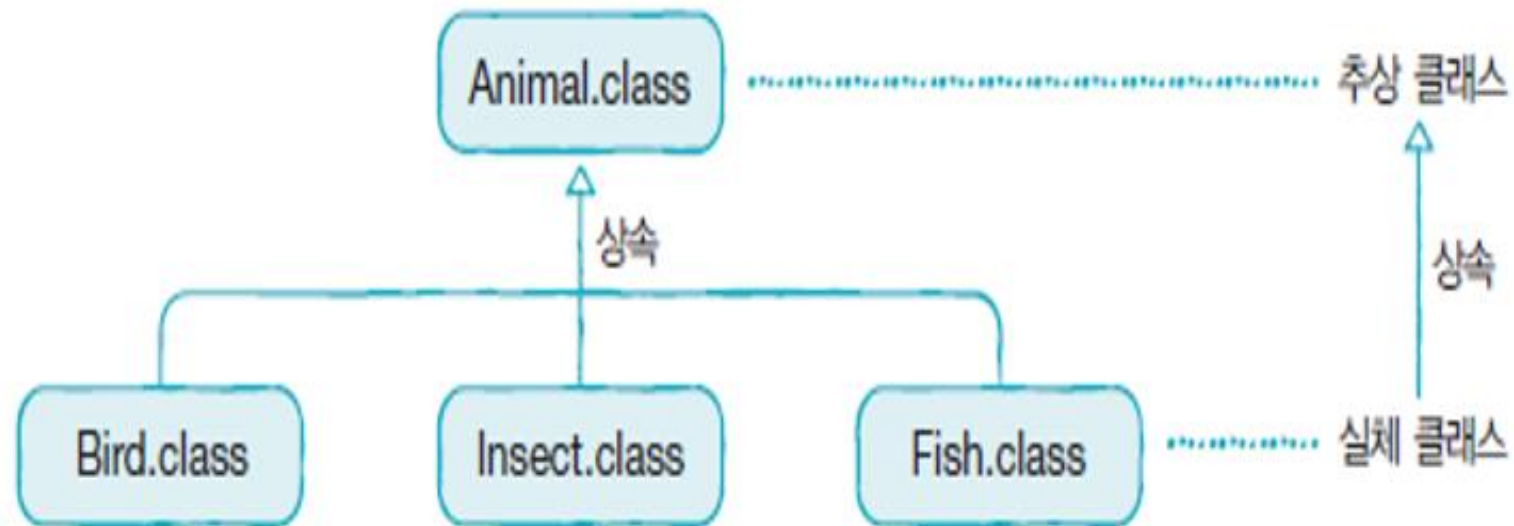 Animal.class
추상 클래스
상속
상속
Bird.class
Insect.class
Fish.class
실체 클래스